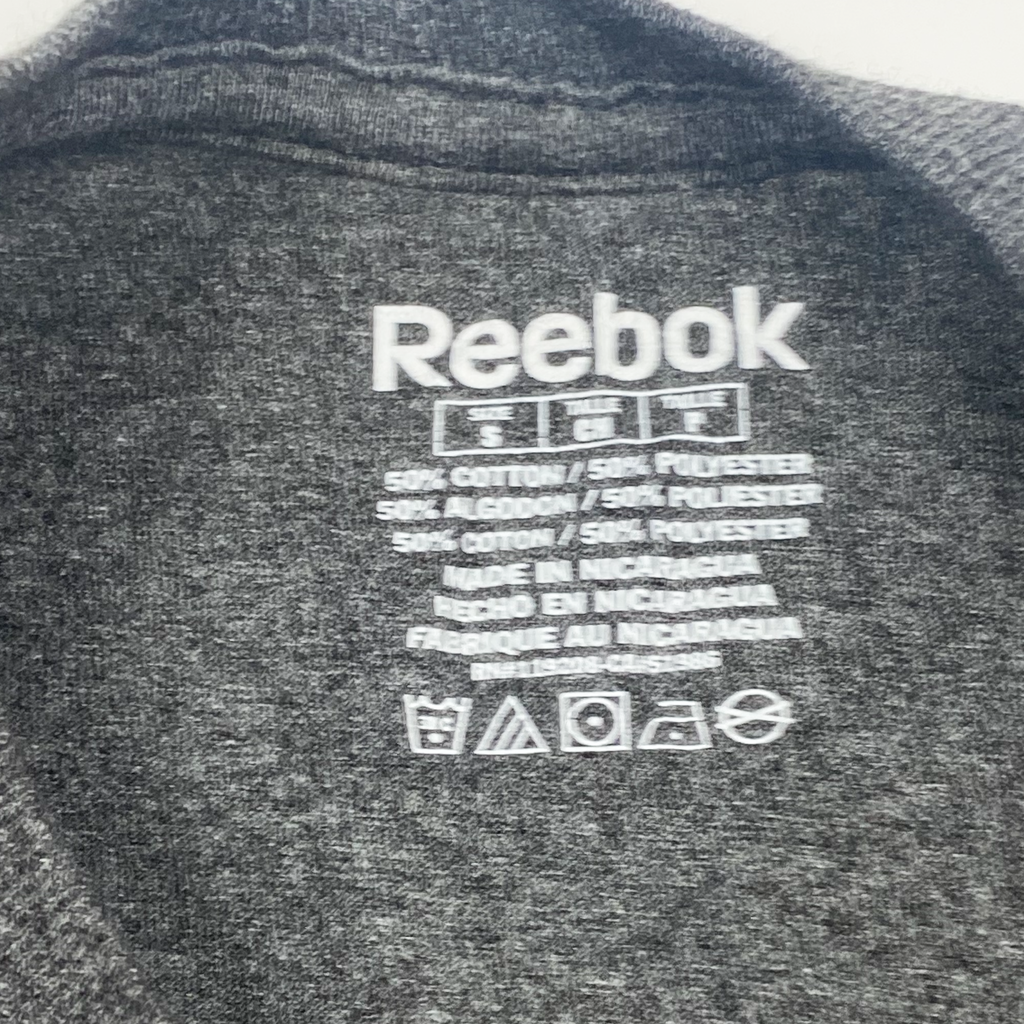 Reebok
SIZE TALLE TAILLE
S CH P
50% COTTON / 50% POLYESTER
50% ALGODON / 50% POLIESTER
50% COTON / 50% POLYESTER
MADE IN NICARAGUA
HECHO EN NICARAGUA
FABRIQUE AU NICARAGUA